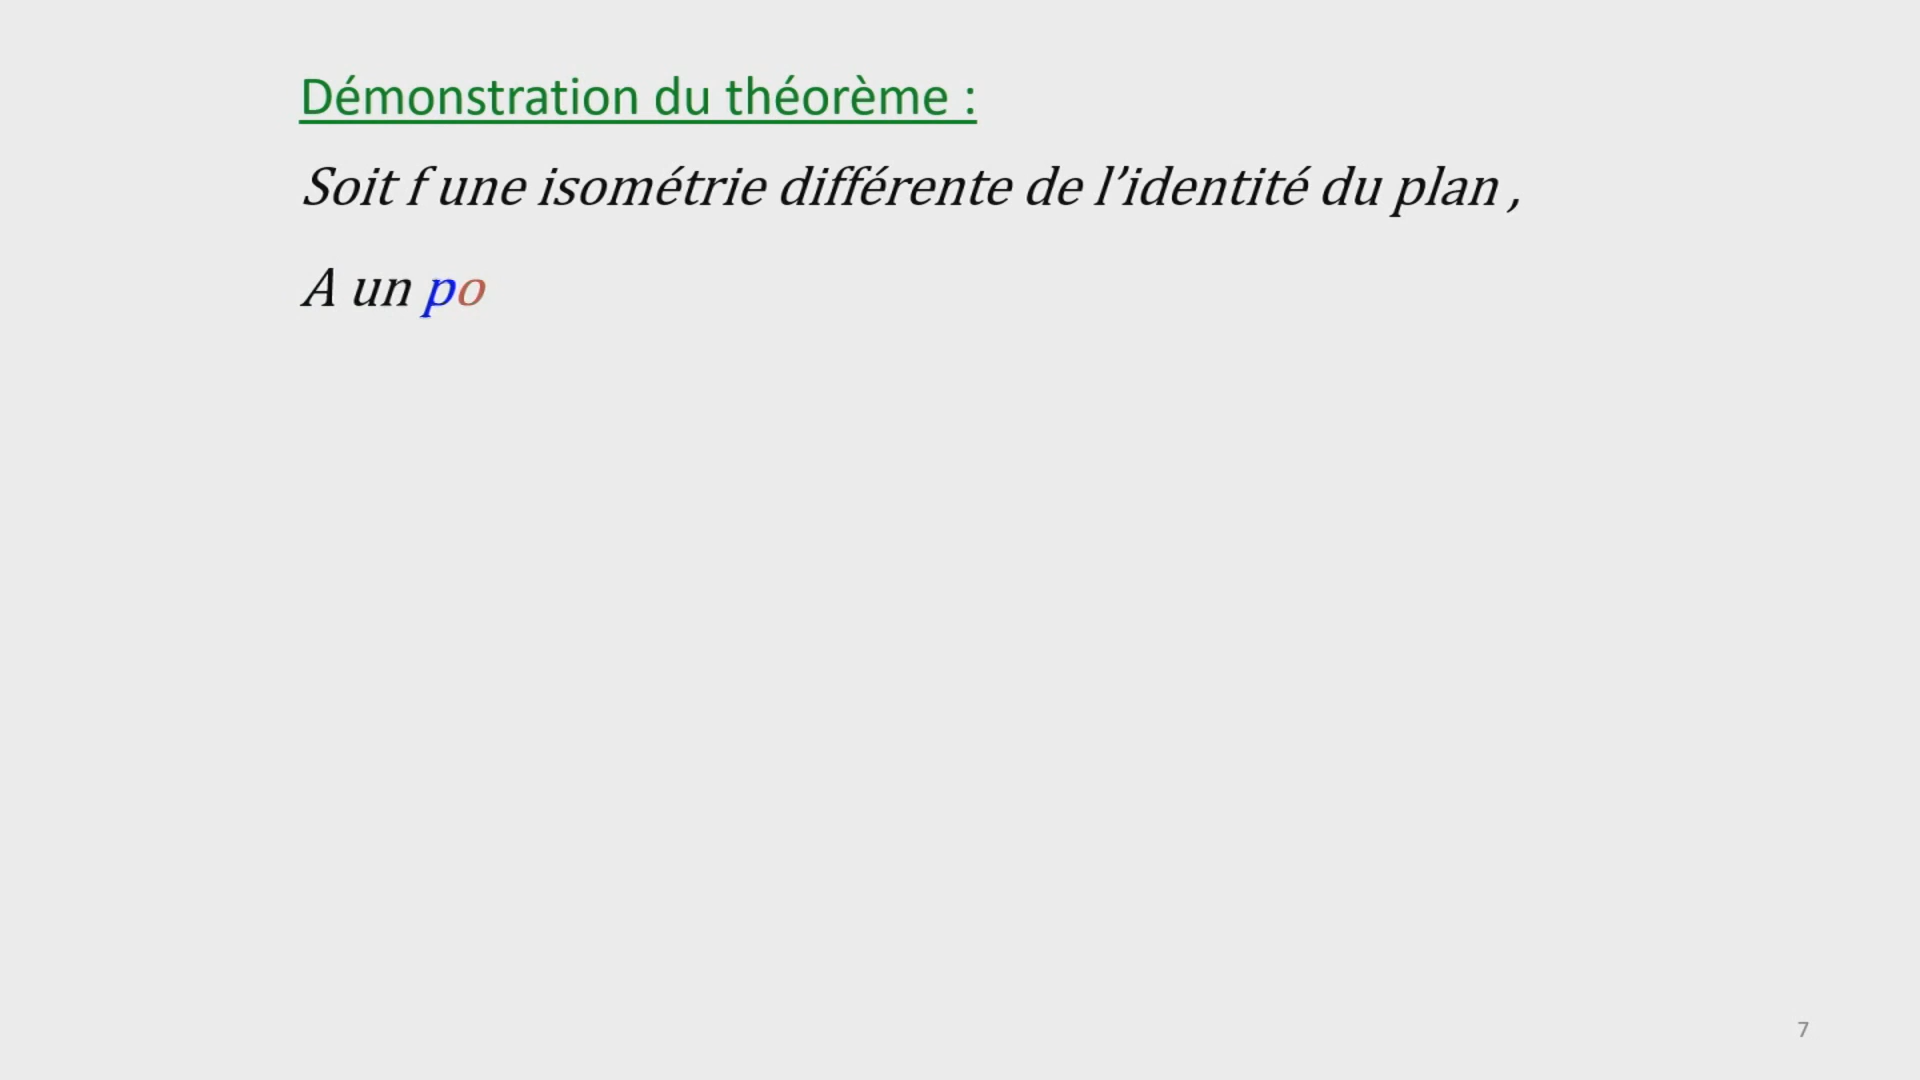 Démonstration du théorème :
Soit f une isométrie différente de l’identité du plan ,
A un po
7